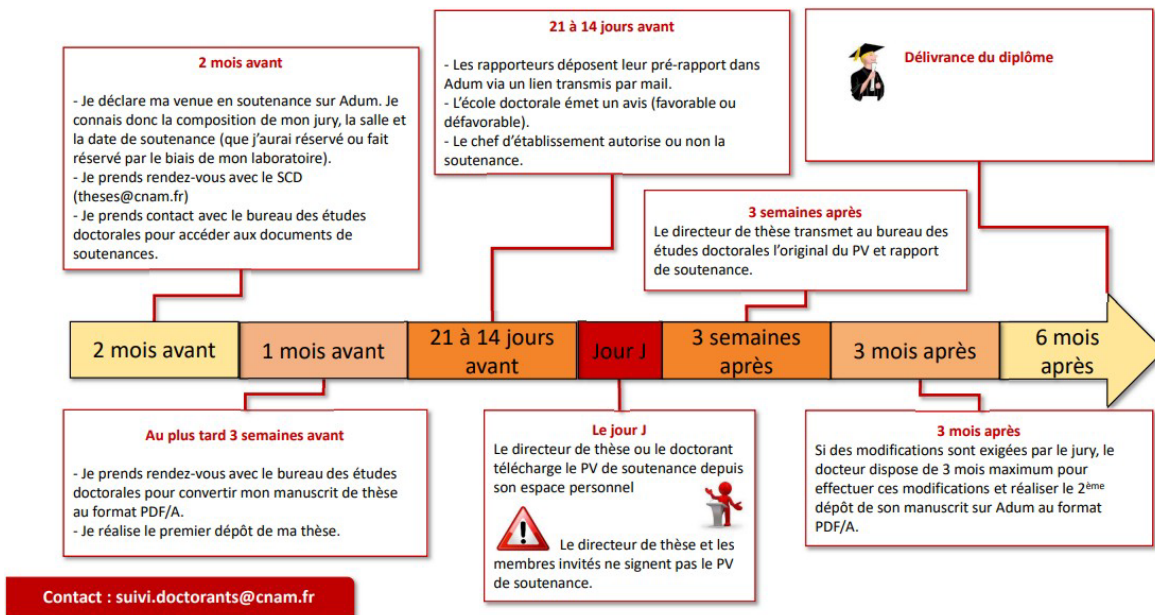 2 mois avant
- Je déclare ma venue en soutenance sur Adum. Je
connais donc la composition de mon jury, la salle et
la date de soutenance (que j'aurai réservé ou fait
réservé par le biais de mon laboratoire).
- Je prends rendez-vous avec le SCD
(theses@cnam.fr)
- Je prends contact avec le bureau des études
doctorales pour accéder aux documents de
soutenances.
21 à 14 jours avant
- Les rapporteurs déposent leur pré-rapport dans
Adum via un lien transmis par mail.
- L'école doctorale émet un avis (favorable ou
défavorable).
- Le chef d'établissement autorise ou non la
soutenance.
Délivrance du diplôme
3 semaines après
Le directeur de thèse transmet au bureau des
études doctorales l'original du PV et rapport
de soutenance.
2 mois avant
1 mois avant
21 à 14 jours
avant
Jour J
3 semaines
après
3 mois après
6 mois
après
Au plus tard 3 semaines avant
- Je prends rendez-vous avec le bureau des études
doctorales pour convertir mon manuscrit de thèse
au format PDF/A.
- Je réalise le premier dépôt de ma thèse.
Le jour J
Le directeur de thèse ou le doctorant
télécharge le PV de soutenance depuis
son espace personnel
Le directeur de thèse et les
membres invités ne signent pas le PV
de soutenance.
3 mois après
Si des modifications sont exigées par le jury, le
docteur dispose de 3 mois maximum pour
effectuer ces modifications et réaliser le 2ème
dépôt de son manuscrit sur Adum au format
PDF/A.
Contact : suivi.doctorants@cnam.fr